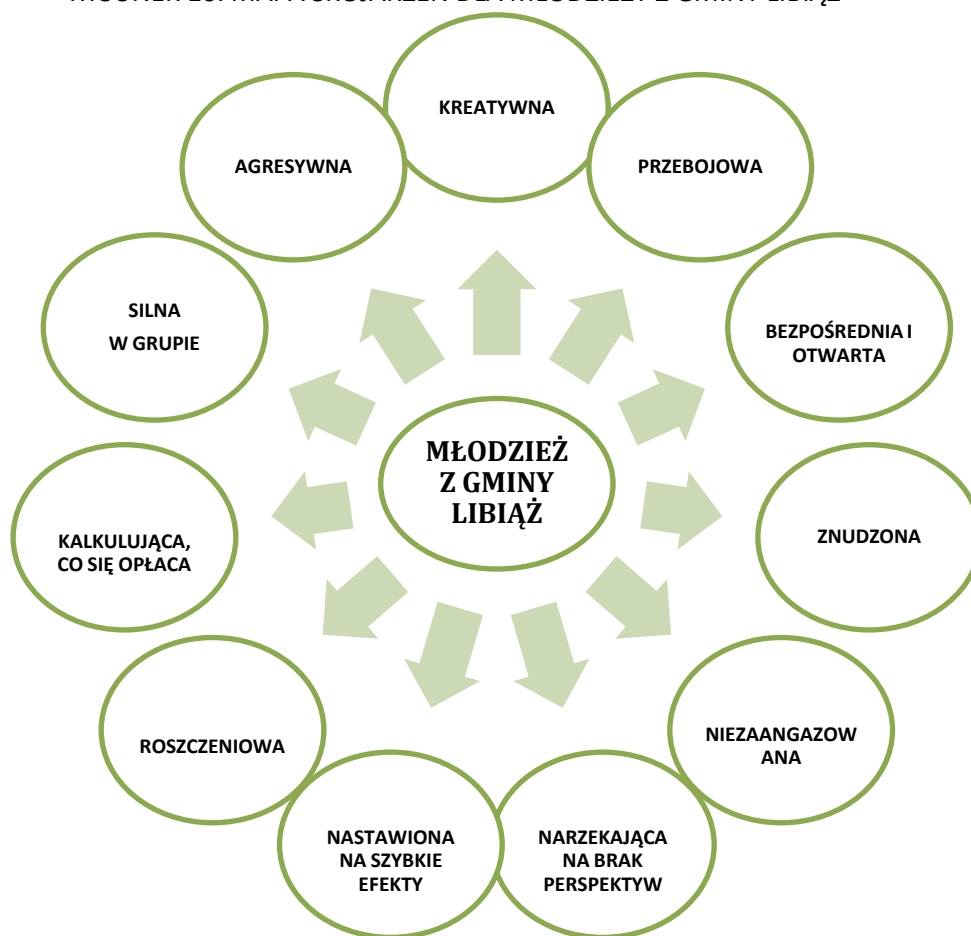 KREATYWNA
PRZEBOJOWA
BEZPOŚREDNIA I
OTWARTA
ZNUDZONA
NIEZAANGAZOW
ANA
NARZEKAJĄCA
NA BRAK
PERSPEKTYW
NASTAWIONA
NA SZYBKIE
EFEKTY
ROSZCZENIOWA
KALKULUJĄCA,
CO SIĘ OPŁACA
SILNA
W GRUPIE
AGRESYWNA
MŁODZIEŻ
Z GMINY
LIBIĄŻ